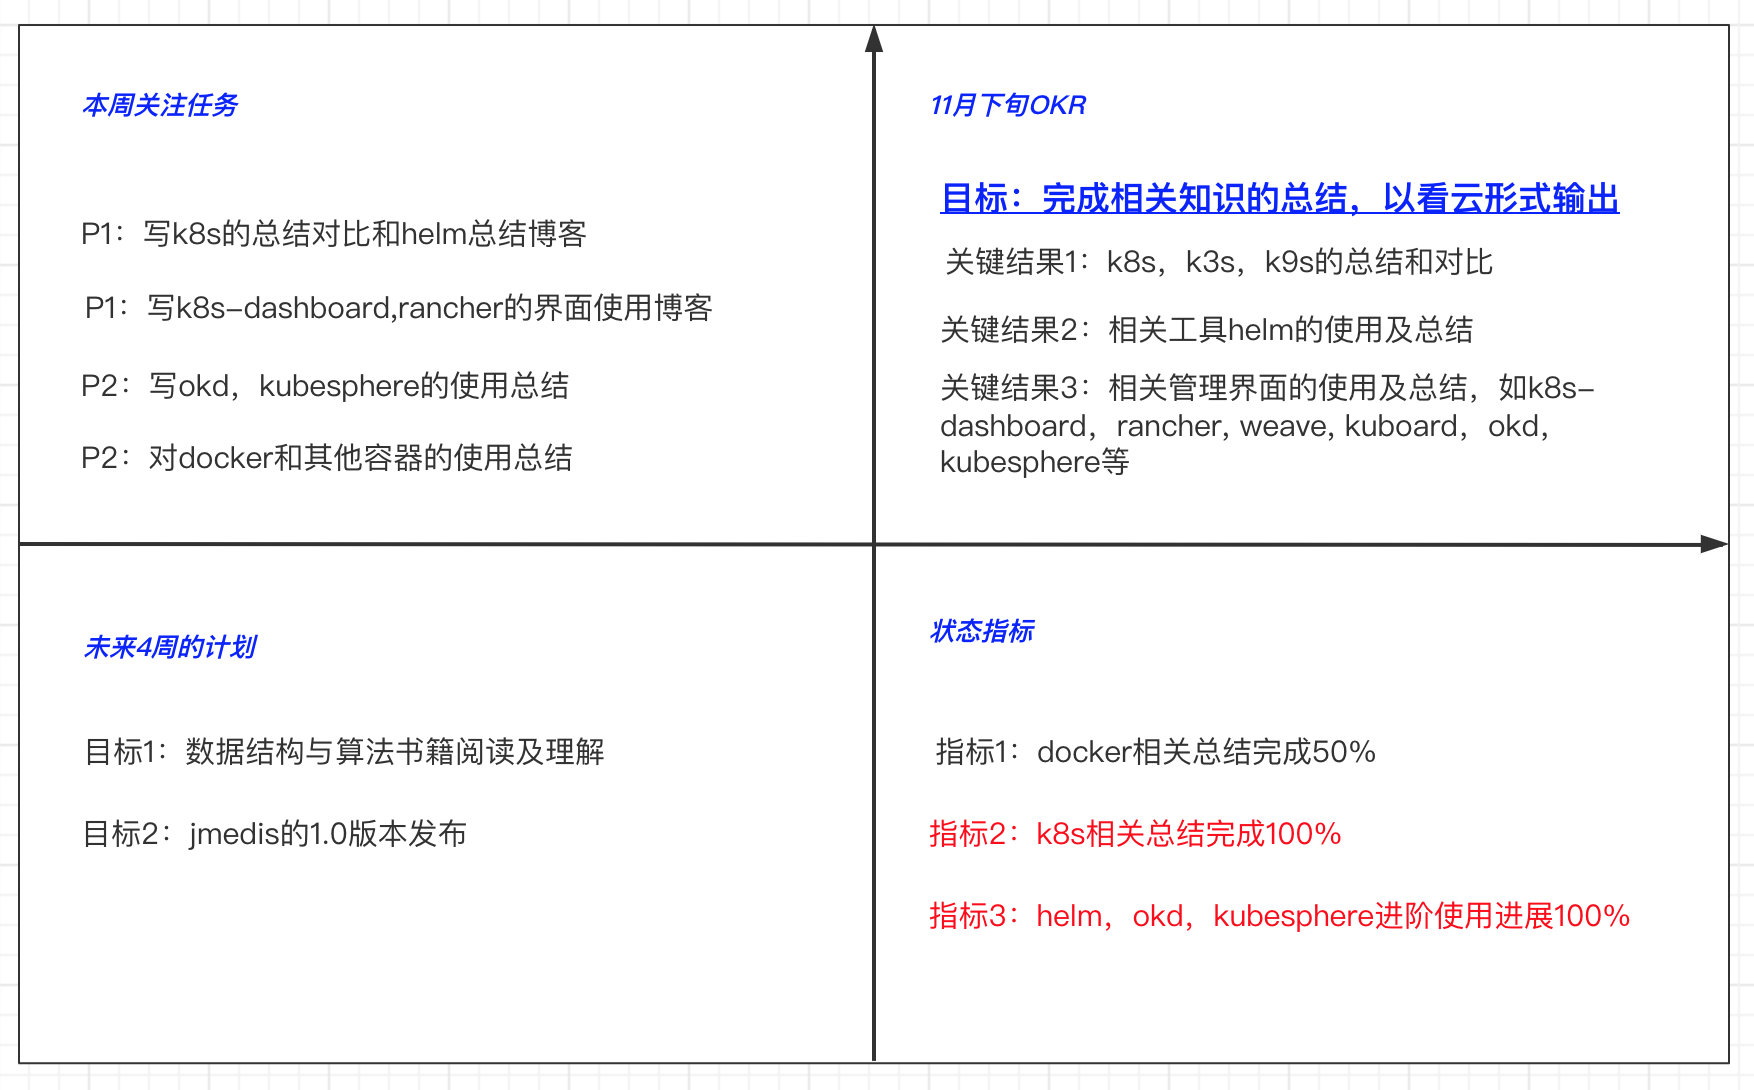 本周关注任务
P1：写k8s的总结对比和helm总结博客
P1：写k8s-dashboard,rancher的界面使用博客
P2：写okd，kubesphere的使用总结
P2：对docker和其他容器的使用总结
11月下旬OKR
目标：完成相关知识的总结，以看云形式输出
关键结果1：k8s，k3s，k9s的总结和对比
关键结果2：相关工具helm的使用及总结
关键结果3：相关管理界面的使用及总结，如k8s-
dashboard，rancher, weave, kuboard，okd，
kubesphere等
未来4周的计划
目标1：数据结构与算法书籍阅读及理解
目标2：jmedis的1.0版本发布
状态指标
指标1：docker相关总结完成50%
指标2：k8s相关总结完成100%
指标3：helm，okd，kubesphere进阶使用进展100%